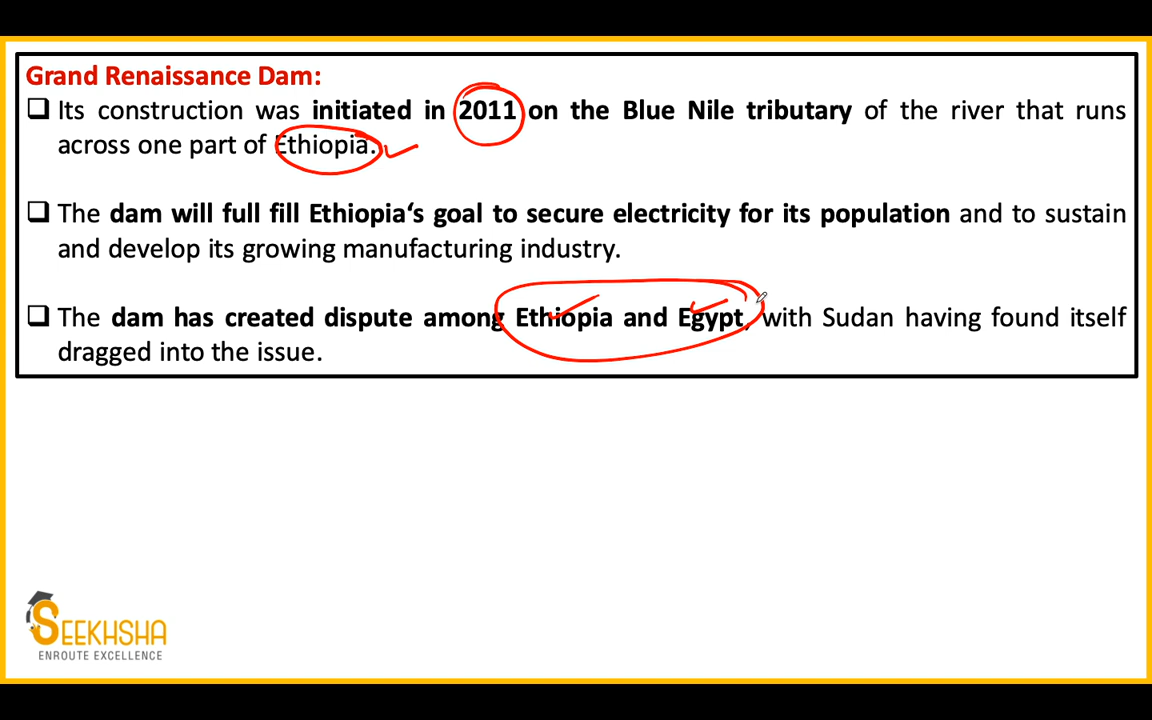 Grand Renaissance Dam:
❑ Its construction was initiated in 2011 on the Blue Nile tributary of the river that runs
across one part of Ethiopia.
❑ The dam will full fill Ethiopia‘s goal to secure electricity for its population and to sustain
and develop its growing manufacturing industry.
❑ The dam has created dispute among Ethiopia and Egypt, with Sudan having found itself
dragged into the issue.
SEEKHSHA
ENROUTE EXCELLENCE